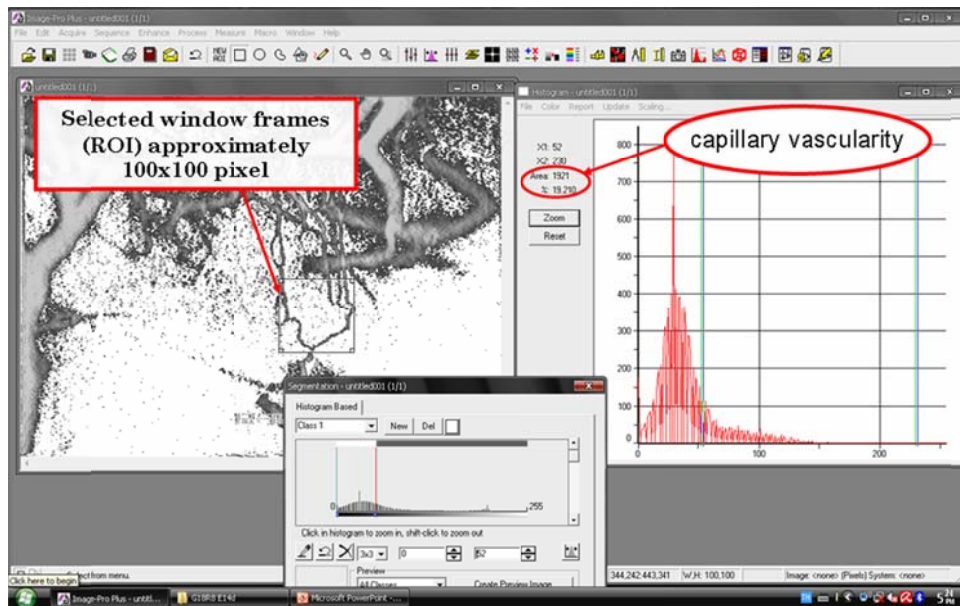 Image-Pro Plus - untitled001 (1/1)
File Edit Acquire Sequence Enhance Process Measure Macro Window Help
NEW
AOI
untitled001 (1/1)
Selected window frames
(ROI) approximately
100x100 pixel
Histogram - untitled001 (1/1)
File Color Report Update Scaling...
X1: 52
X2: 230
Area: 1921
%: 19.210
Zoom
Reset
capillary vascularity
800
700
600
500
400
300
200
100
0
0 100 200
Segmentation - untitled001 (1/1)
Histogram Based
Class 1 New Del
0 255
Click in histogram to zoom in, shift-click to zoom out
3x3 0 52
Preview
All Classes Create Preview Image
Select from menu.
344,242:443,341 W,H: 100,100 Image: <none> (Pixels) System: <none>
Click here to begin
Image-Pro Plus - untitl... G18R8 E14d Microsoft PowerPoint -...